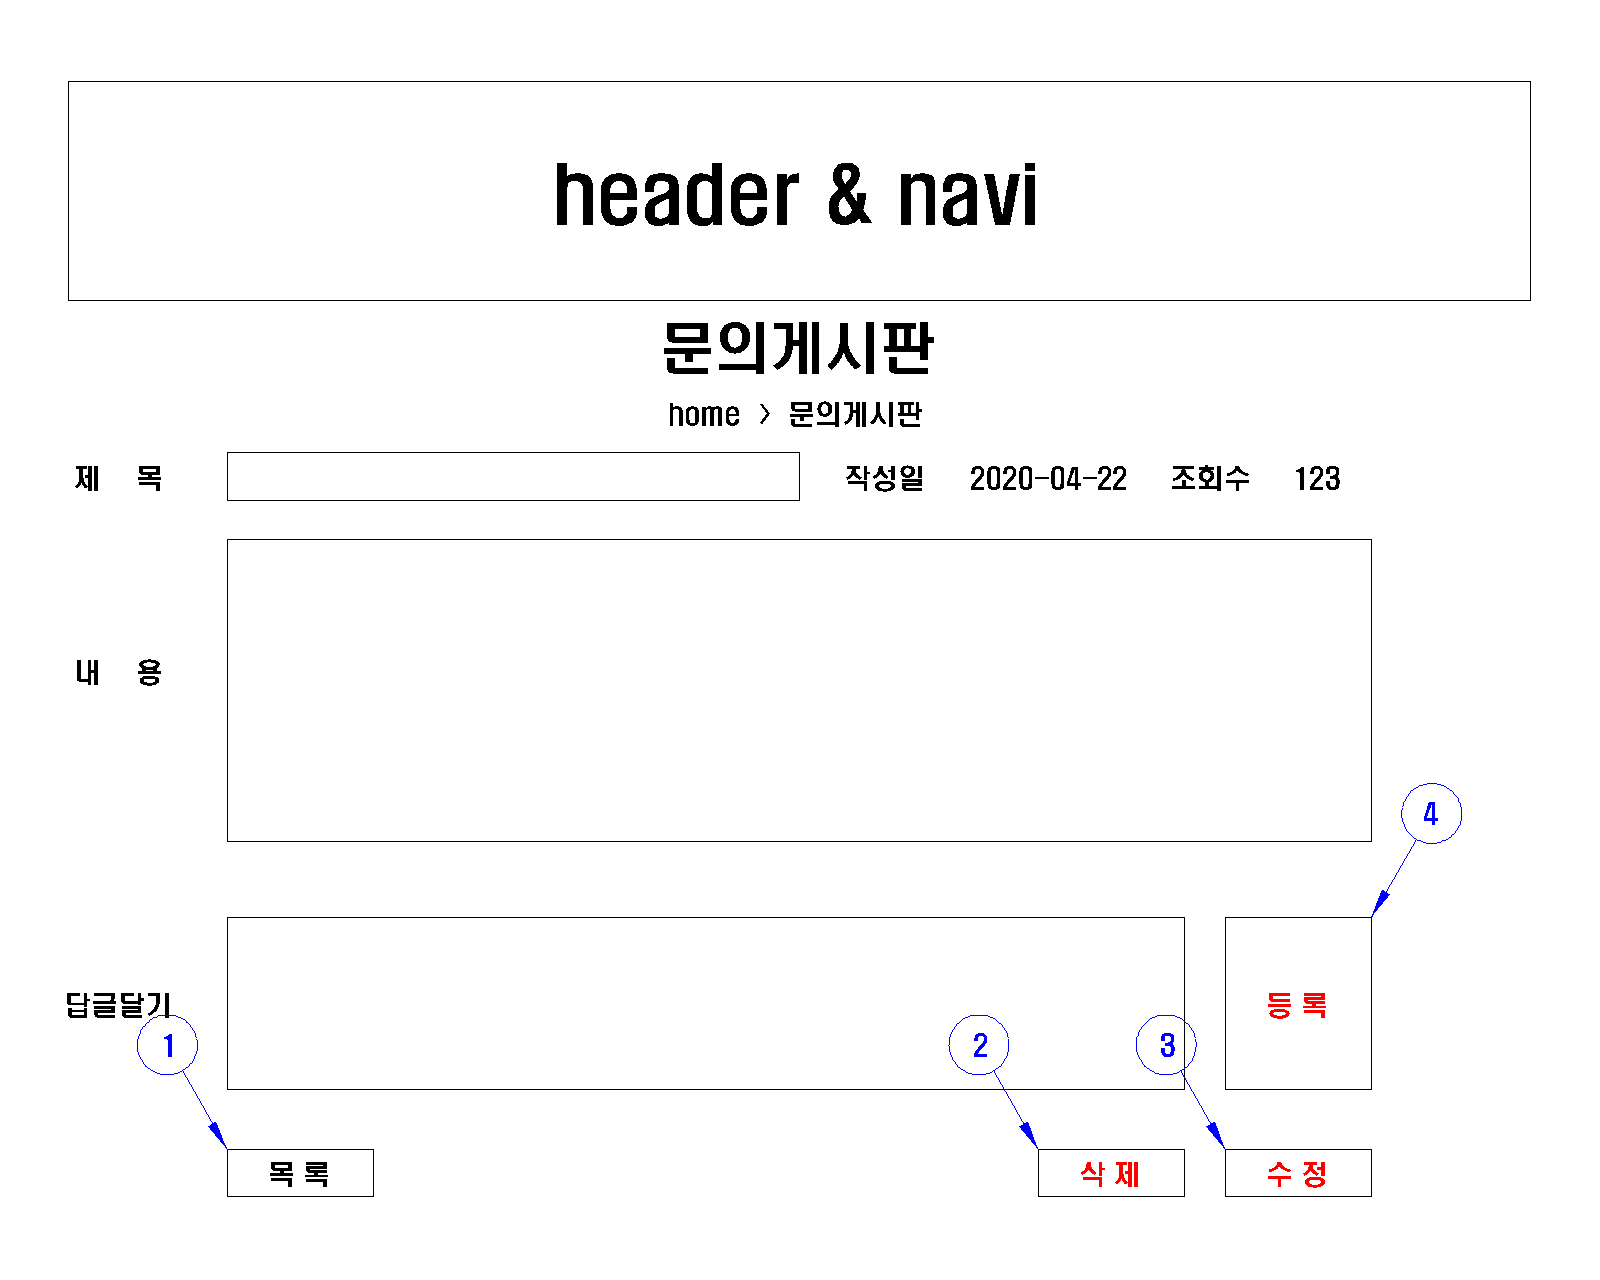 header & navi
문의게시판
home > 문의게시판
제 목 작성일 2020-04-22 조회수 123
내 용
4
답글달기 등 록
1 2 3
목 록 삭 제 수 정